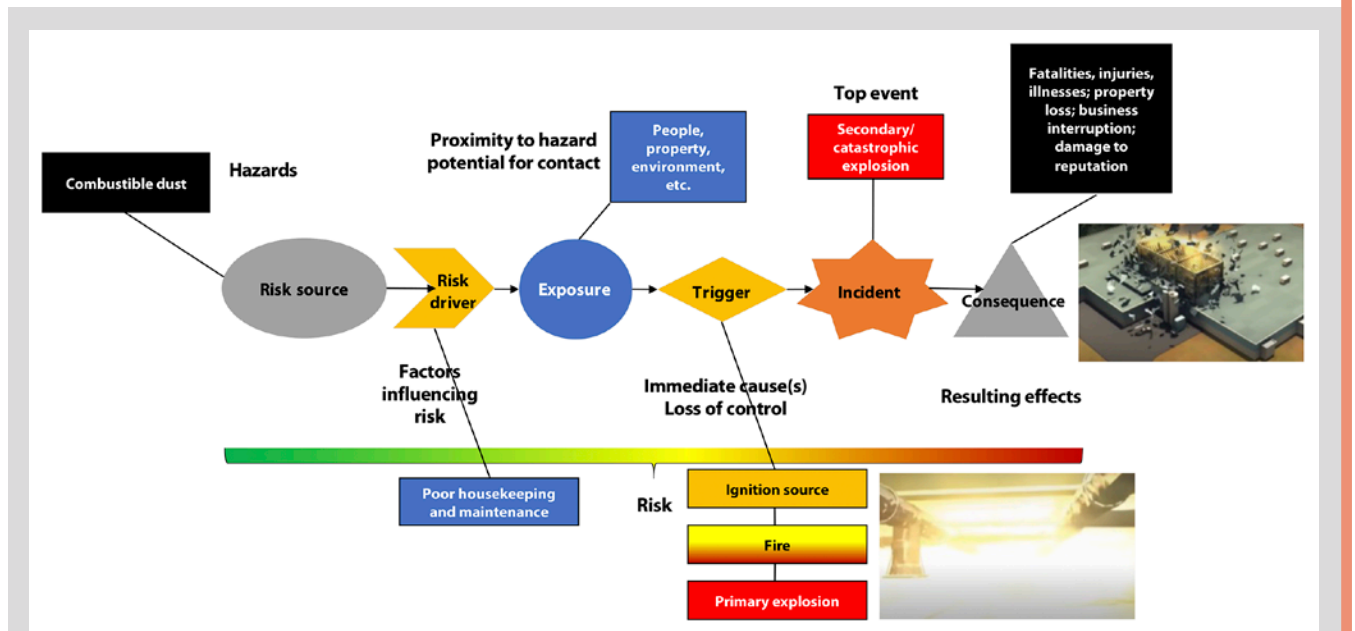 Top event
Fatalities, injuries,
illnesses; property
loss; business
interruption;
damage to
reputation
Proximity to hazard
potential for contact
People,
property,
environment,
etc.
Secondary/
catastrophic
explosion
Combustible dust
Hazards
Risk source
Risk
driver
Exposure
Trigger
Incident
Consequence
Factors
influencing
risk
Immediate cause(s)
Loss of control
Resulting effects
Poor housekeeping
and maintenance
Risk
Ignition source
Fire
Primary explosion